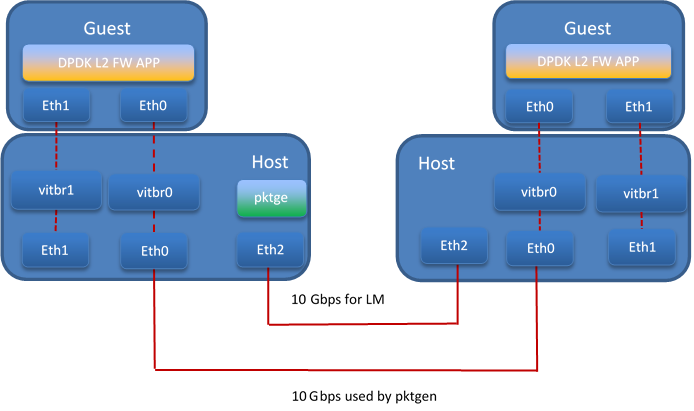 Guest
DPDK L2 FW APP
Eth1
Eth0
Host
vitbr1
vitbr0
pktge
Eth1
Eth0
Eth2
Guest
DPDK L2 FW APP
Eth0
Eth1
Host
vitbr0
vitbr1
Eth2
Eth0
Eth1
10 Gbps for LM
10 Gbps used by pktgen